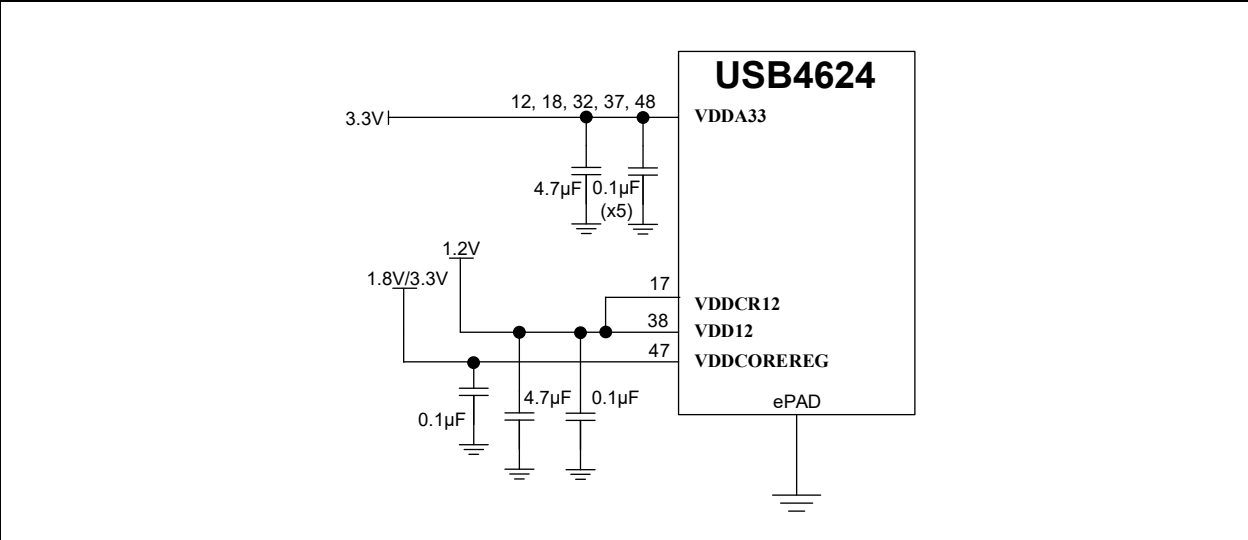 USB4624
12, 18, 32, 37, 48
3.3V
VDDA33
4.7µF
0.1µF
(x5)
1.2V
1.8V/3.3V
17
VDDCR12
38
VDD12
47
VDDCOREREG
4.7µF
0.1µF
0.1µF
ePAD